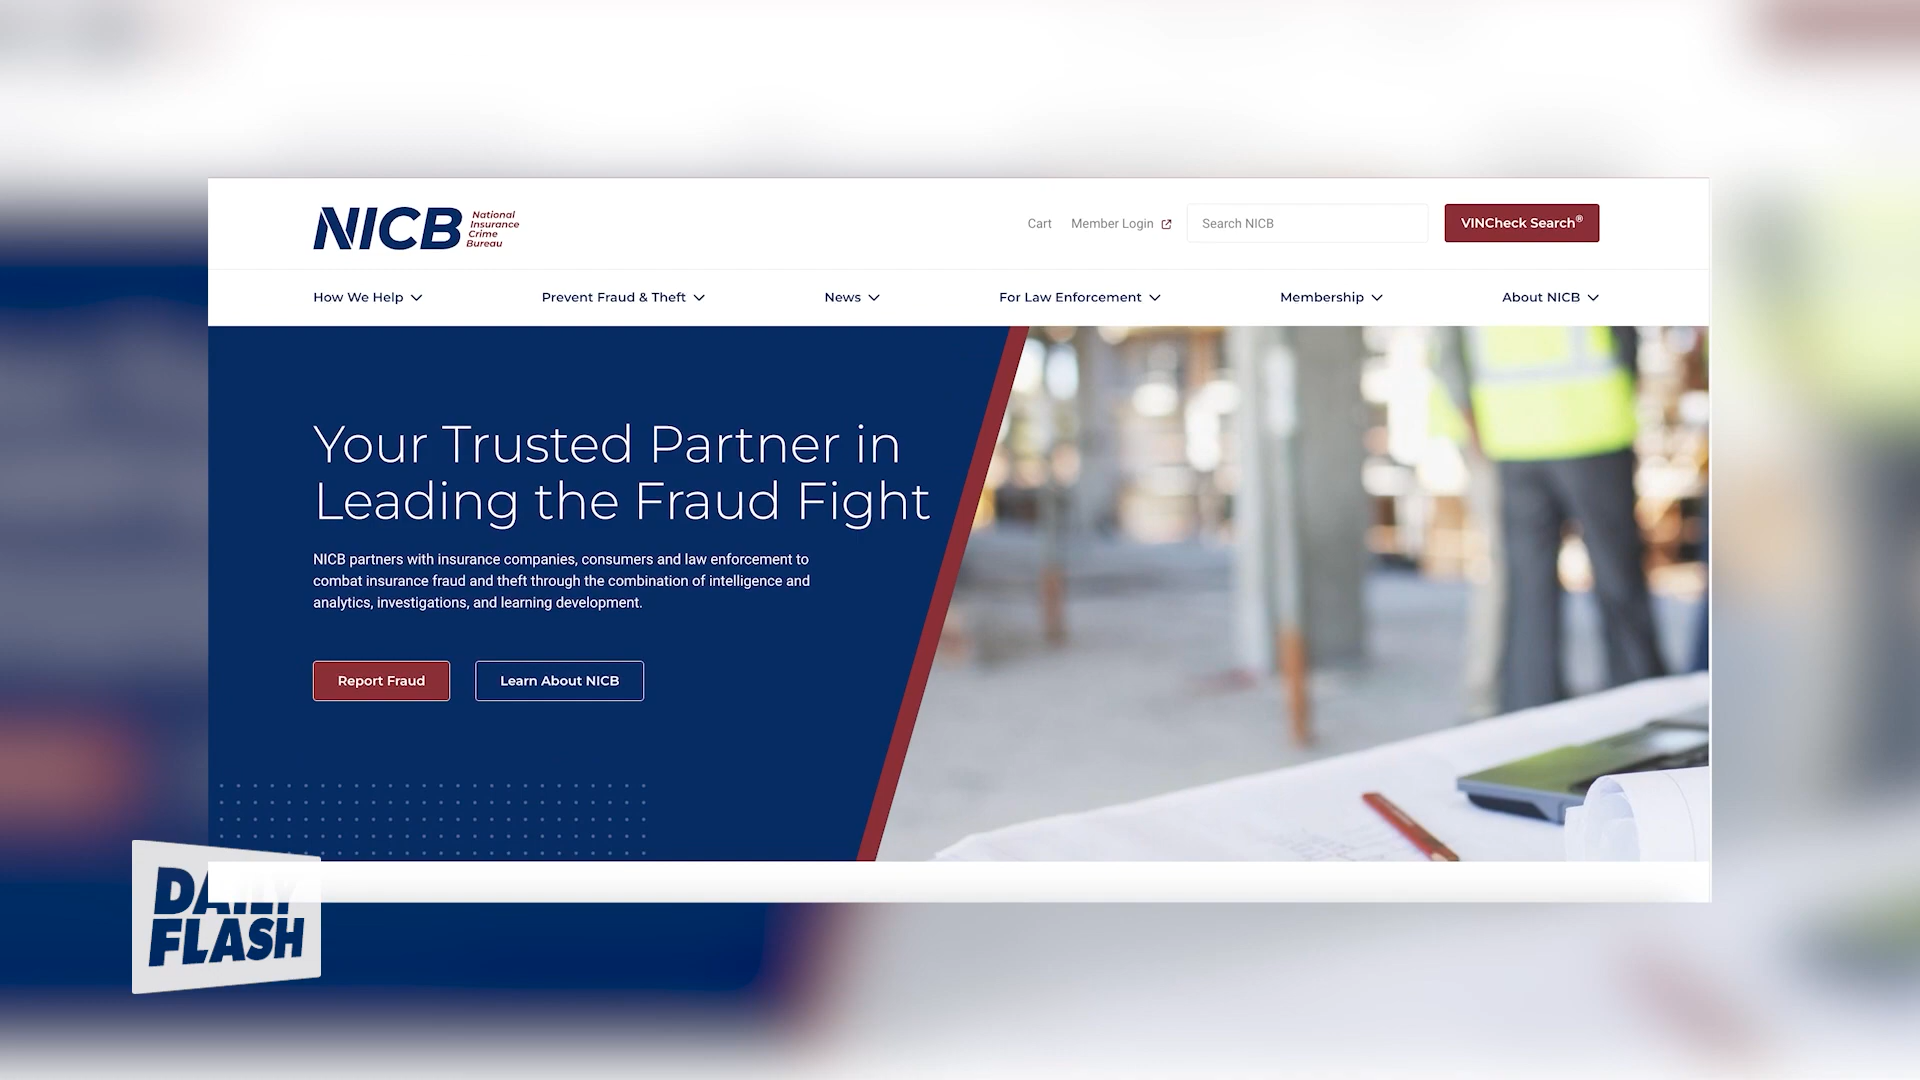 NICB
National
Insurance
Crime
Bureau
Cart
Member Login
Search NICB
VINCheck Search®
How We Help
Prevent Fraud & Theft
News
For Law Enforcement
Membership
About NICB
Your Trusted Partner in
Leading the Fraud Fight
NICB partners with insurance companies, consumers and law enforcement to
combat insurance fraud and theft through the combination of intelligence and
analytics, investigations, and learning development.
Report Fraud
Learn About NICB
DAILY
FLASH